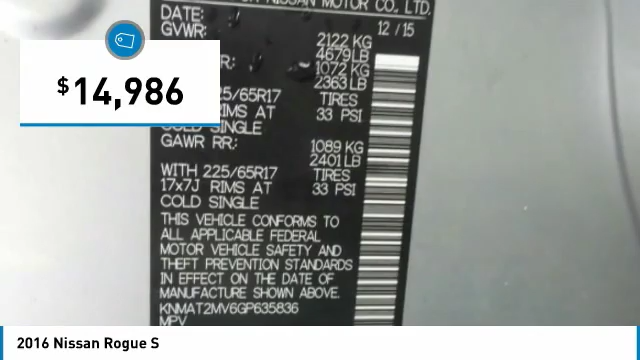 NISSAN MOTOR CO., LTD.
DATE: 12/15
GVWR: 2122 KG
4679 LB
R: 1072 KG
2363 LB
25/65R17 TIRES
IMS AT 33 PSI
COLD SINGLE
GAWR RR: 1089 KG
2401 LB
WITH 225/65R17 TIRES
17x7J RIMS AT 33 PSI
COLD SINGLE
THIS VEHICLE CONFORMS TO
ALL APPLICABLE FEDERAL
MOTOR VEHICLE SAFETY AND
THEFT PREVENTION STANDARDS
IN EFFECT ON THE DATE OF
MANUFACTURE SHOWN ABOVE.
KNMAT2MV6GP635836
MPV
$14,986
2016 Nissan Rogue S